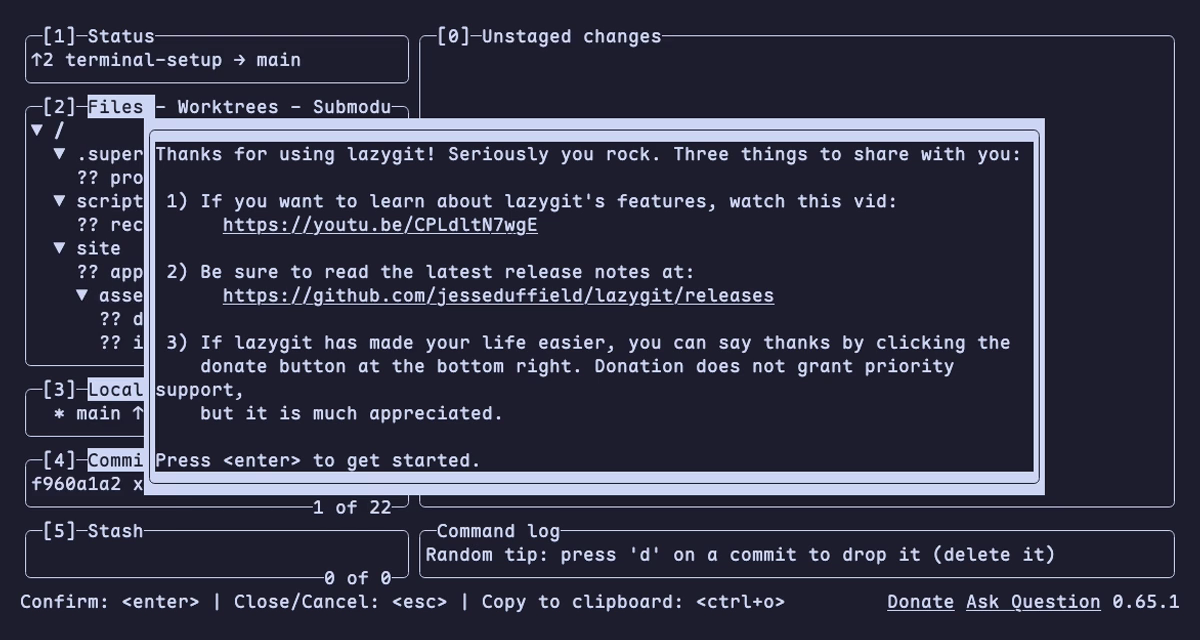 [1]─Status
↑2 terminal-setup → main
[2]─Files - Worktrees - Submodu
▼ /
▼ .super
?? pro
▼ script
?? rec
▼ site
?? app
▼ asse
?? d
?? i
[3]─Local
* main ↑
[4]─Commi
f960a1a2 x
1 of 22
[5]─Stash
0 of 0
[0]─Unstaged changes
Thanks for using lazygit! Seriously you rock. Three things to share with you:
1) If you want to learn about lazygit's features, watch this vid:
https://youtu.be/CPLdltN7wgE
2) Be sure to read the latest release notes at:
https://github.com/jesseduffield/lazygit/releases
3) If lazygit has made your life easier, you can say thanks by clicking the
donate button at the bottom right. Donation does not grant priority
support,
but it is much appreciated.
Press <enter> to get started.
Command log
Random tip: press 'd' on a commit to drop it (delete it)
Confirm: <enter> | Close/Cancel: <esc> | Copy to clipboard: <ctrl+o>
Donate Ask Question 0.65.1